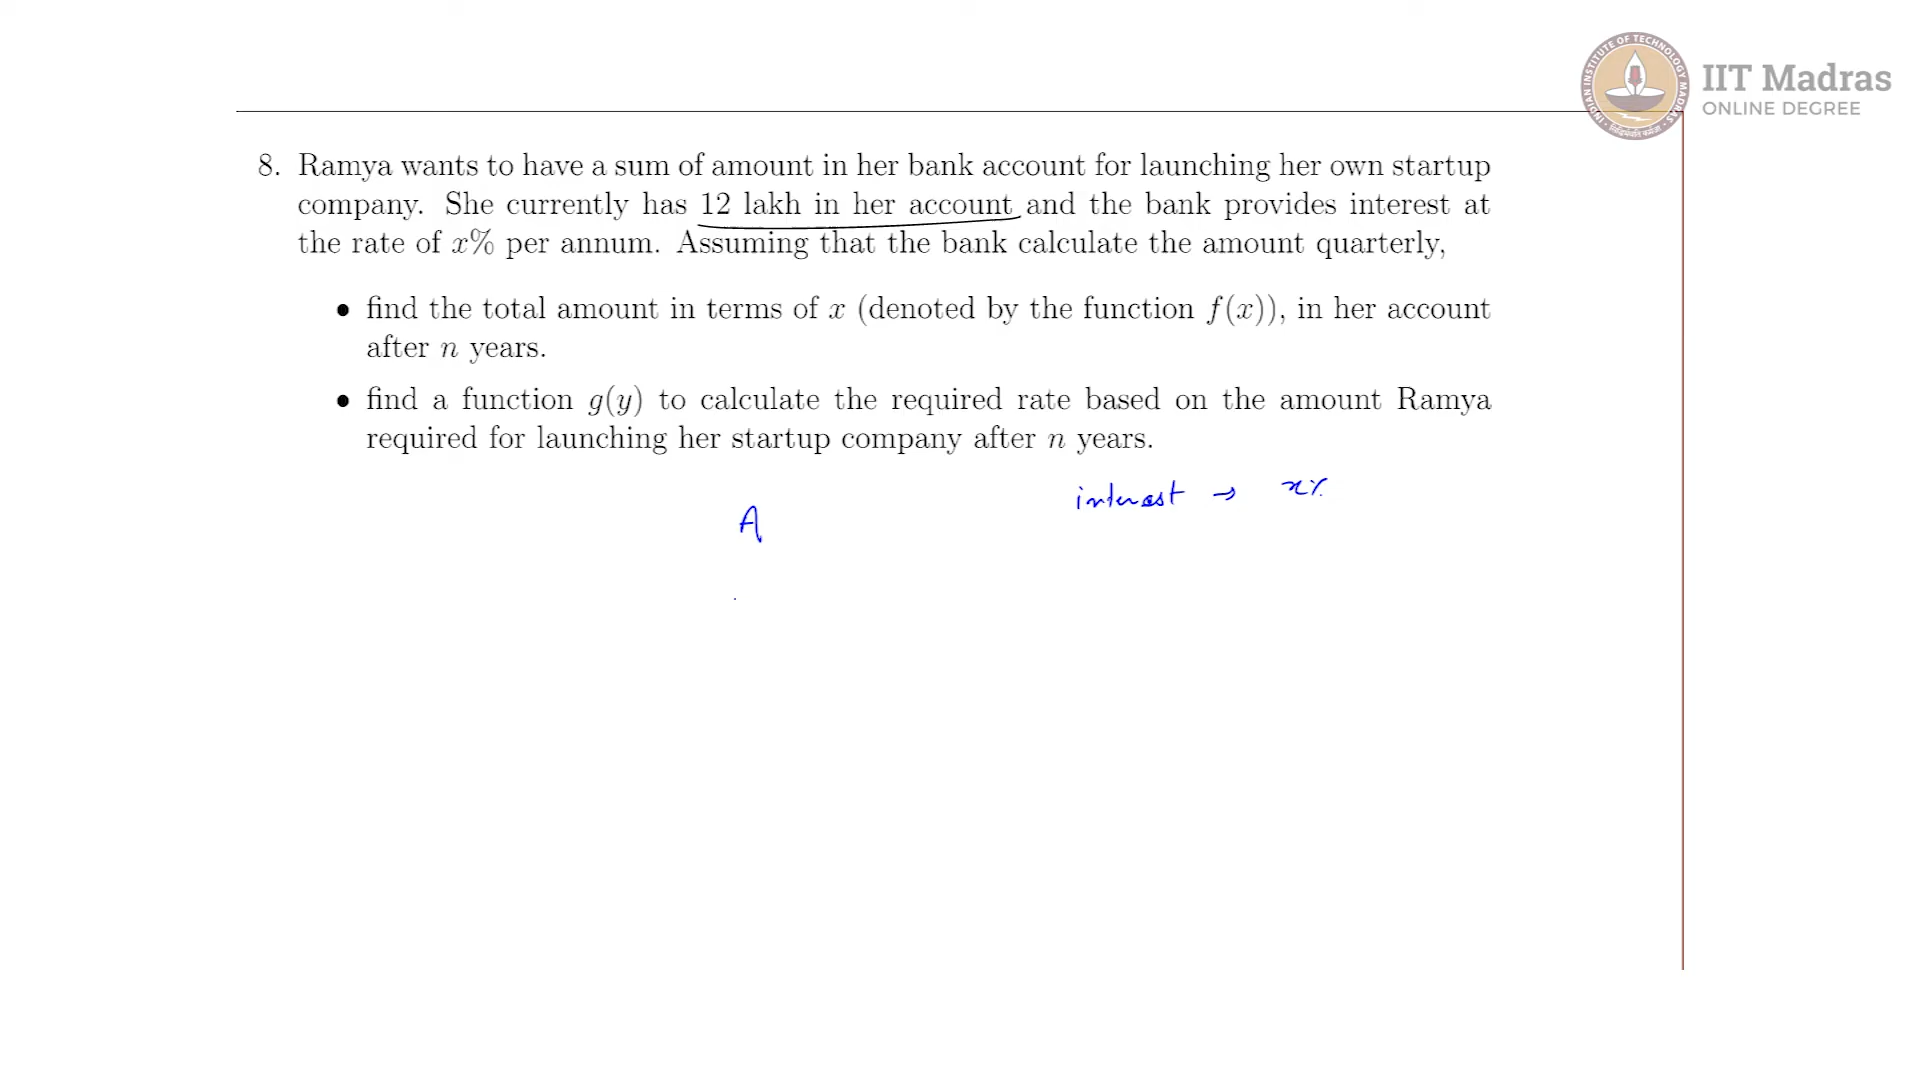 IIT Madras
ONLINE DEGREE
8. Ramya wants to have a sum of amount in her bank account for launching her own startup
company. She currently has 12 lakh in her account and the bank provides interest at
the rate of x% per annum. Assuming that the bank calculate the amount quarterly,
• find the total amount in terms of x (denoted by the function f(x)), in her account
after n years.
• find a function g(y) to calculate the required rate based on the amount Ramya
required for launching her startup company after n years.
interest → x%
A